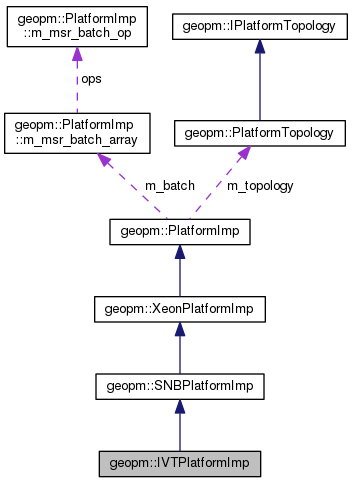 geopm::PlatformImp
::m_msr_batch_op
geopm::IPlatformTopology
ops
geopm::PlatformImp
::m_msr_batch_array
geopm::PlatformTopology
m_batch
m_topology
geopm::PlatformImp
geopm::XeonPlatformImp
geopm::SNBPlatformImp
geopm::IVTPlatformImp